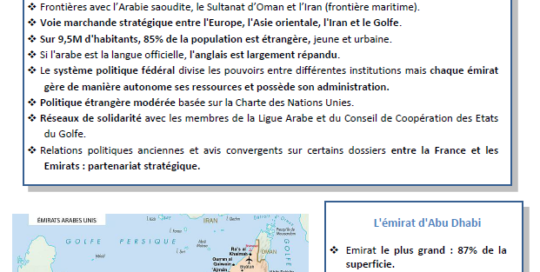 ❖ Frontières avec l'Arabie saoudite, le Sultanat d'Oman et l'Iran (frontière maritime).
❖ Voie marchande stratégique entre l'Europe, l'Asie orientale, l'Iran et le Golfe.
❖ Sur 9,5M d'habitants, 85% de la population est étrangère, jeune et urbaine.
❖ Si l'arabe est la langue officielle, l'anglais est largement répandu.
❖ Le système politique fédéral divise les pouvoirs entre différentes institutions mais chaque émirat
gère de manière autonome ses ressources et possède son administration.
❖ Politique étrangère modérée basée sur la Charte des Nations Unies.
❖ Réseaux de solidarité avec les membres de la Ligue Arabe et du Conseil de Coopération des Etats
du Golfe.
❖ Relations politiques anciennes et avis convergents sur certains dossiers entre la France et les
Emirats : partenariat stratégique.
ÉMIRATS ARABES UNIS
IRAN
GOLFE PERSIQUE
OMAN
Ra's al
Khaimah
Umm al
Qaiwain
Ajman
L'émirat d'Abu Dhabi
❖ Emirat le plus grand : 87% de la
superficie.